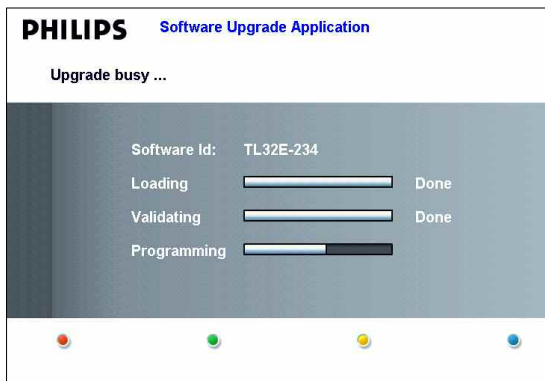 PHILIPS Software Upgrade Application
Upgrade busy ...
Software Id: TL32E-234
Loading Done
Validating Done
Programming